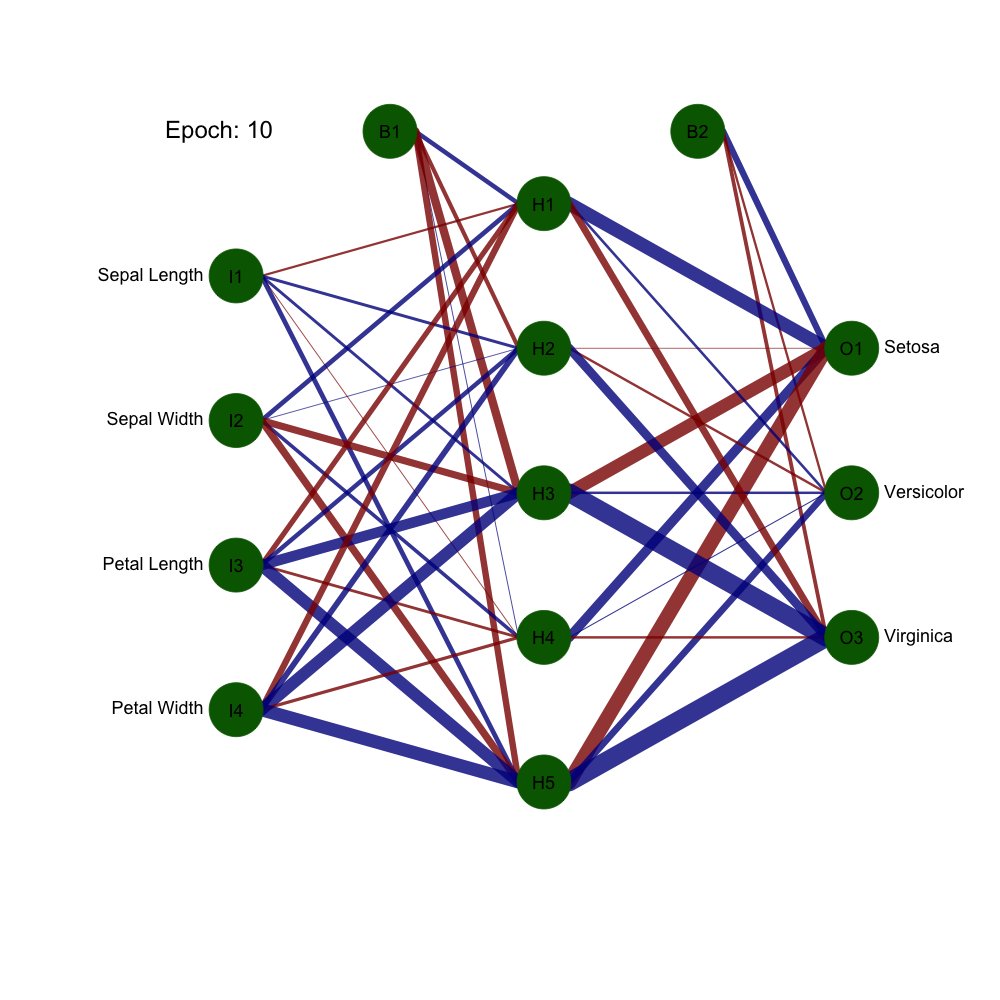 Epoch: 10
B1
B2
H1
Sepal Length
I1
H2
O1
Setosa
Sepal Width
I2
H3
O2
Versicolor
Petal Length
I3
H4
O3
Virginica
Petal Width
I4
H5